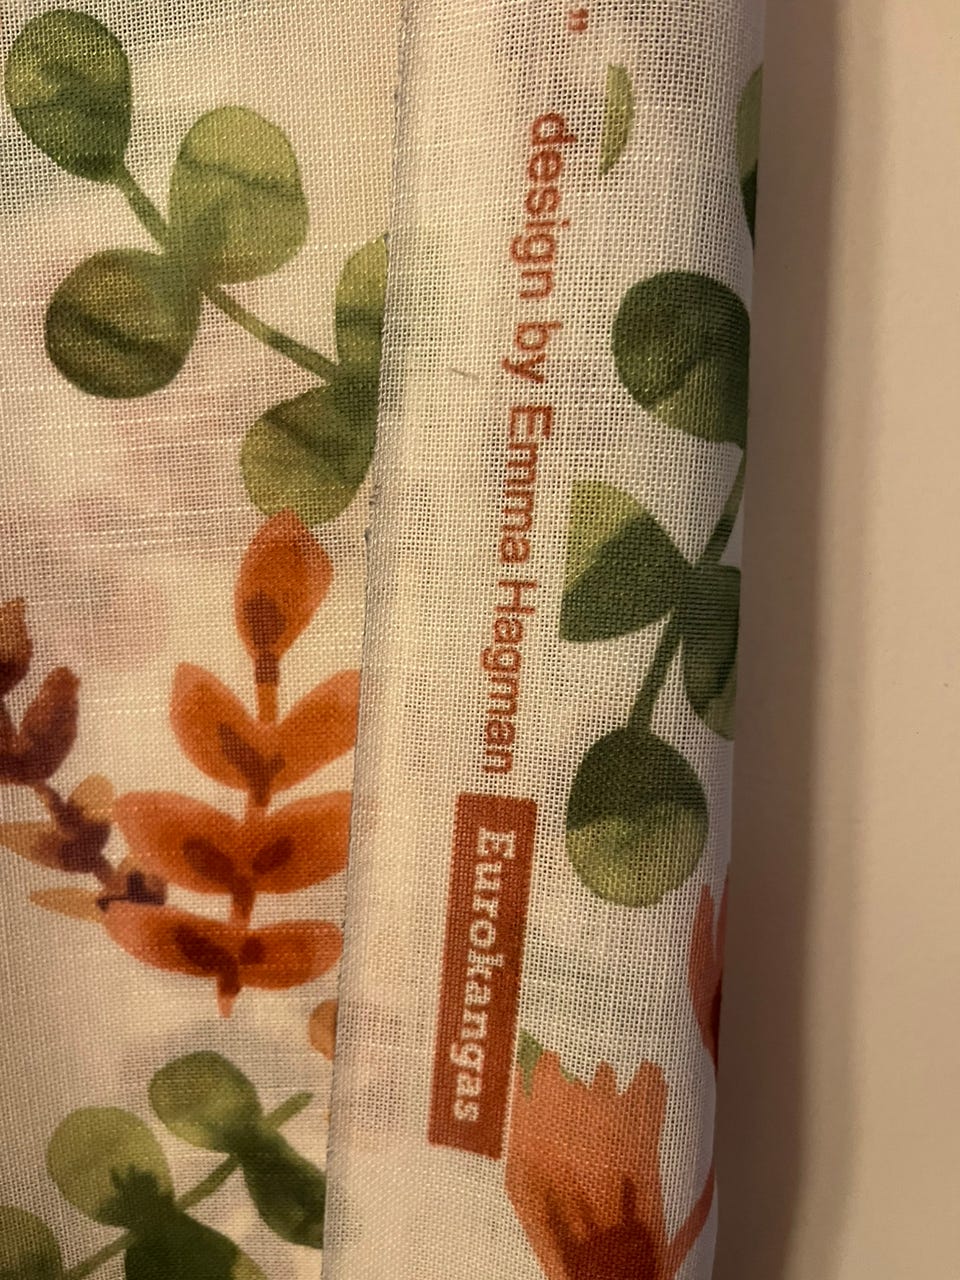 " design by Emma Hagman
Eurokangas